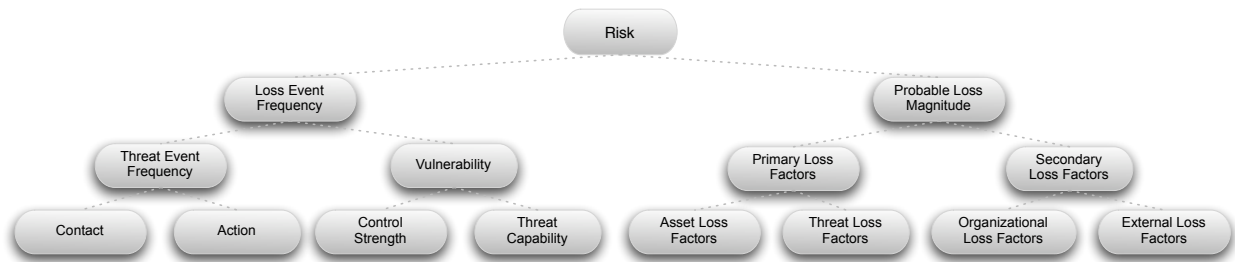 Risk
Loss Event
Frequency
Probable Loss
Magnitude
Threat Event
Frequency
Vulnerability
Primary Loss
Factors
Secondary
Loss Factors
Contact
Action
Control
Strength
Threat
Capability
Asset Loss
Factors
Threat Loss
Factors
Organizational
Loss Factors
External Loss
Factors